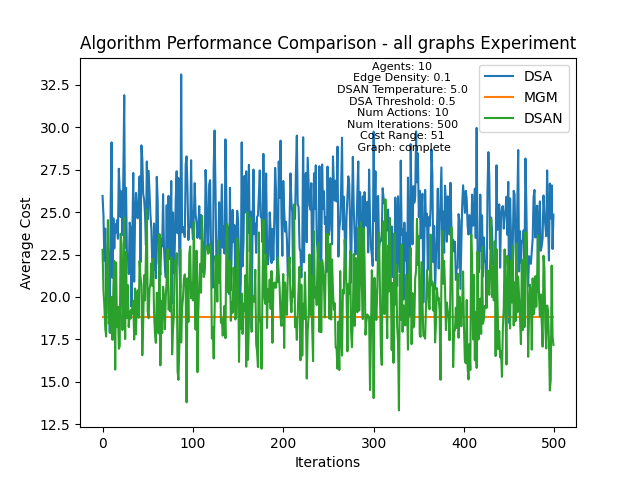 Algorithm Performance Comparison - all graphs Experiment
Agents: 10
Edge Density: 0.1
DSAN Temperature: 5.0
DSA Threshold: 0.5
Num Actions: 10
Num Iterations: 500
Cost Range: 51
Graph: complete
DSA
MGM
DSAN
Average Cost
32.5
30.0
27.5
25.0
22.5
20.0
17.5
15.0
12.5
0
100
200
300
400
500
Iterations